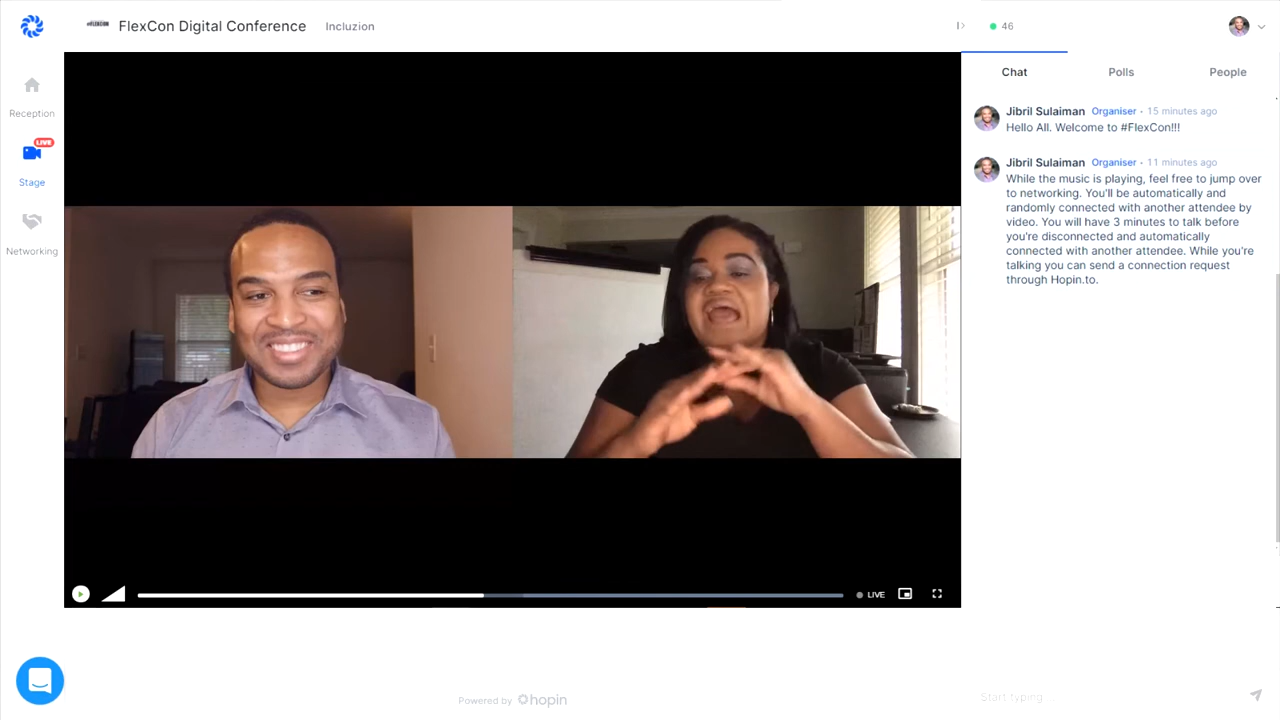 #FLEXCON FlexCon Digital Conference Incluzion
46
Reception
LIVE
Stage
Networking
Chat Polls People
Jibril Sulaiman Organiser • 15 minutes ago
Hello All. Welcome to #FlexCon!!!
Jibril Sulaiman Organiser • 11 minutes ago
While the music is playing, feel free to jump over
to networking. You'll be automatically and
randomly connected with another attendee by
video. You will have 3 minutes to talk before
you're disconnected and automatically
connected with another attendee. While you're
talking you can send a connection request
through Hopin.to.
LIVE
Powered by hopin
Start typing...